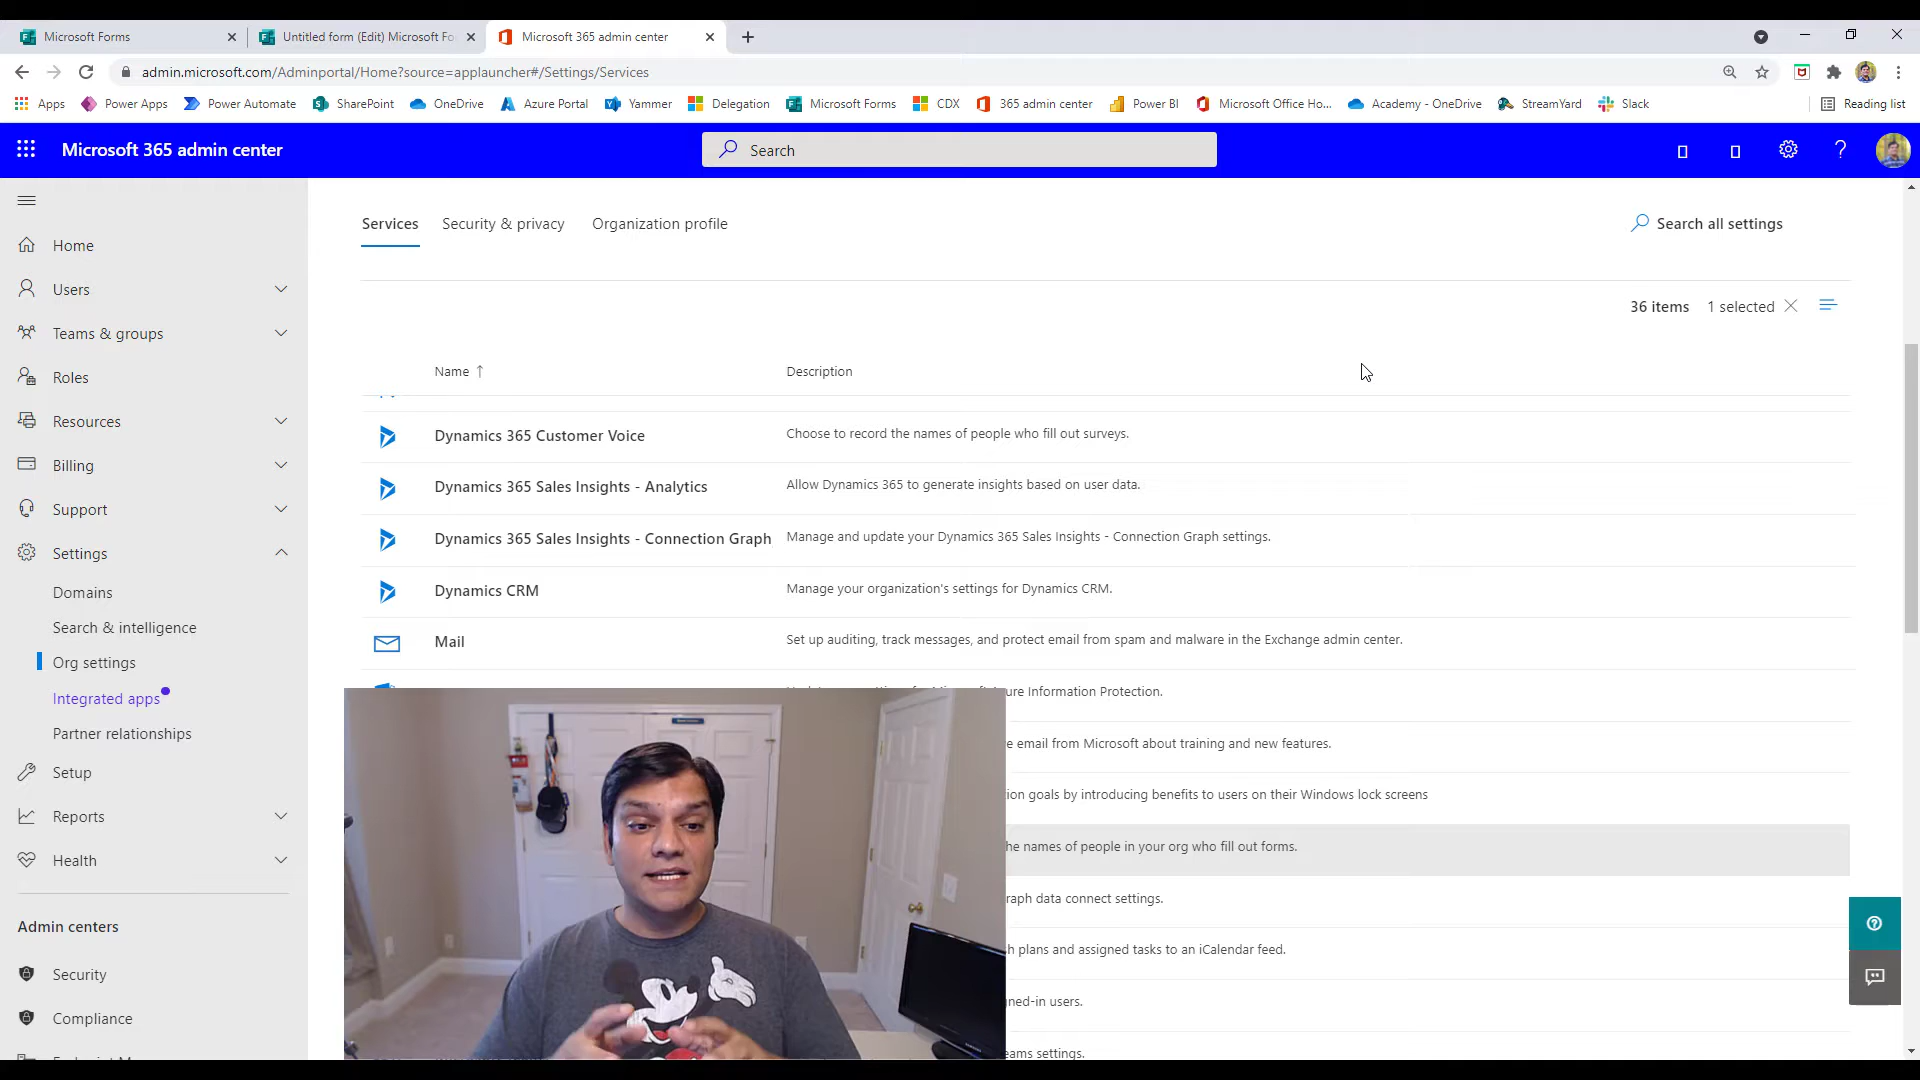 Microsoft Forms
Untitled form (Edit) Microsoft Fo
Microsoft 365 admin center
admin.microsoft.com/Adminportal/Home?source=applauncher#/Settings/Services
Apps
Power Apps
Power Automate
SharePoint
OneDrive
Azure Portal
Yammer
Delegation
Microsoft Forms
CDX
365 admin center
Power BI
Microsoft Office Ho...
Academy - OneDrive
StreamYard
Slack
Reading list
Microsoft 365 admin center
Search
Services
Security & privacy
Organization profile
Search all settings
36 items
1 selected
Name ↑
Description
Dynamics 365 Customer Voice
Choose to record the names of people who fill out surveys.
Dynamics 365 Sales Insights - Analytics
Allow Dynamics 365 to generate insights based on user data.
Dynamics 365 Sales Insights - Connection Graph
Manage and update your Dynamics 365 Sales Insights - Connection Graph settings.
Dynamics CRM
Manage your organization's settings for Dynamics CRM.
Mail
Set up auditing, track messages, and protect email from spam and malware in the Exchange admin center.
ure Information Protection.
e email from Microsoft about training and new features.
ion goals by introducing benefits to users on their Windows lock screens
he names of people in your org who fill out forms.
raph data connect settings.
h plans and assigned tasks to an iCalendar feed.
ned-in users.
eams settings.
Home
Users
Teams & groups
Roles
Resources
Billing
Support
Settings
Domains
Search & intelligence
Org settings
Integrated apps
Partner relationships
Setup
Reports
Health
Admin centers
Security
Compliance